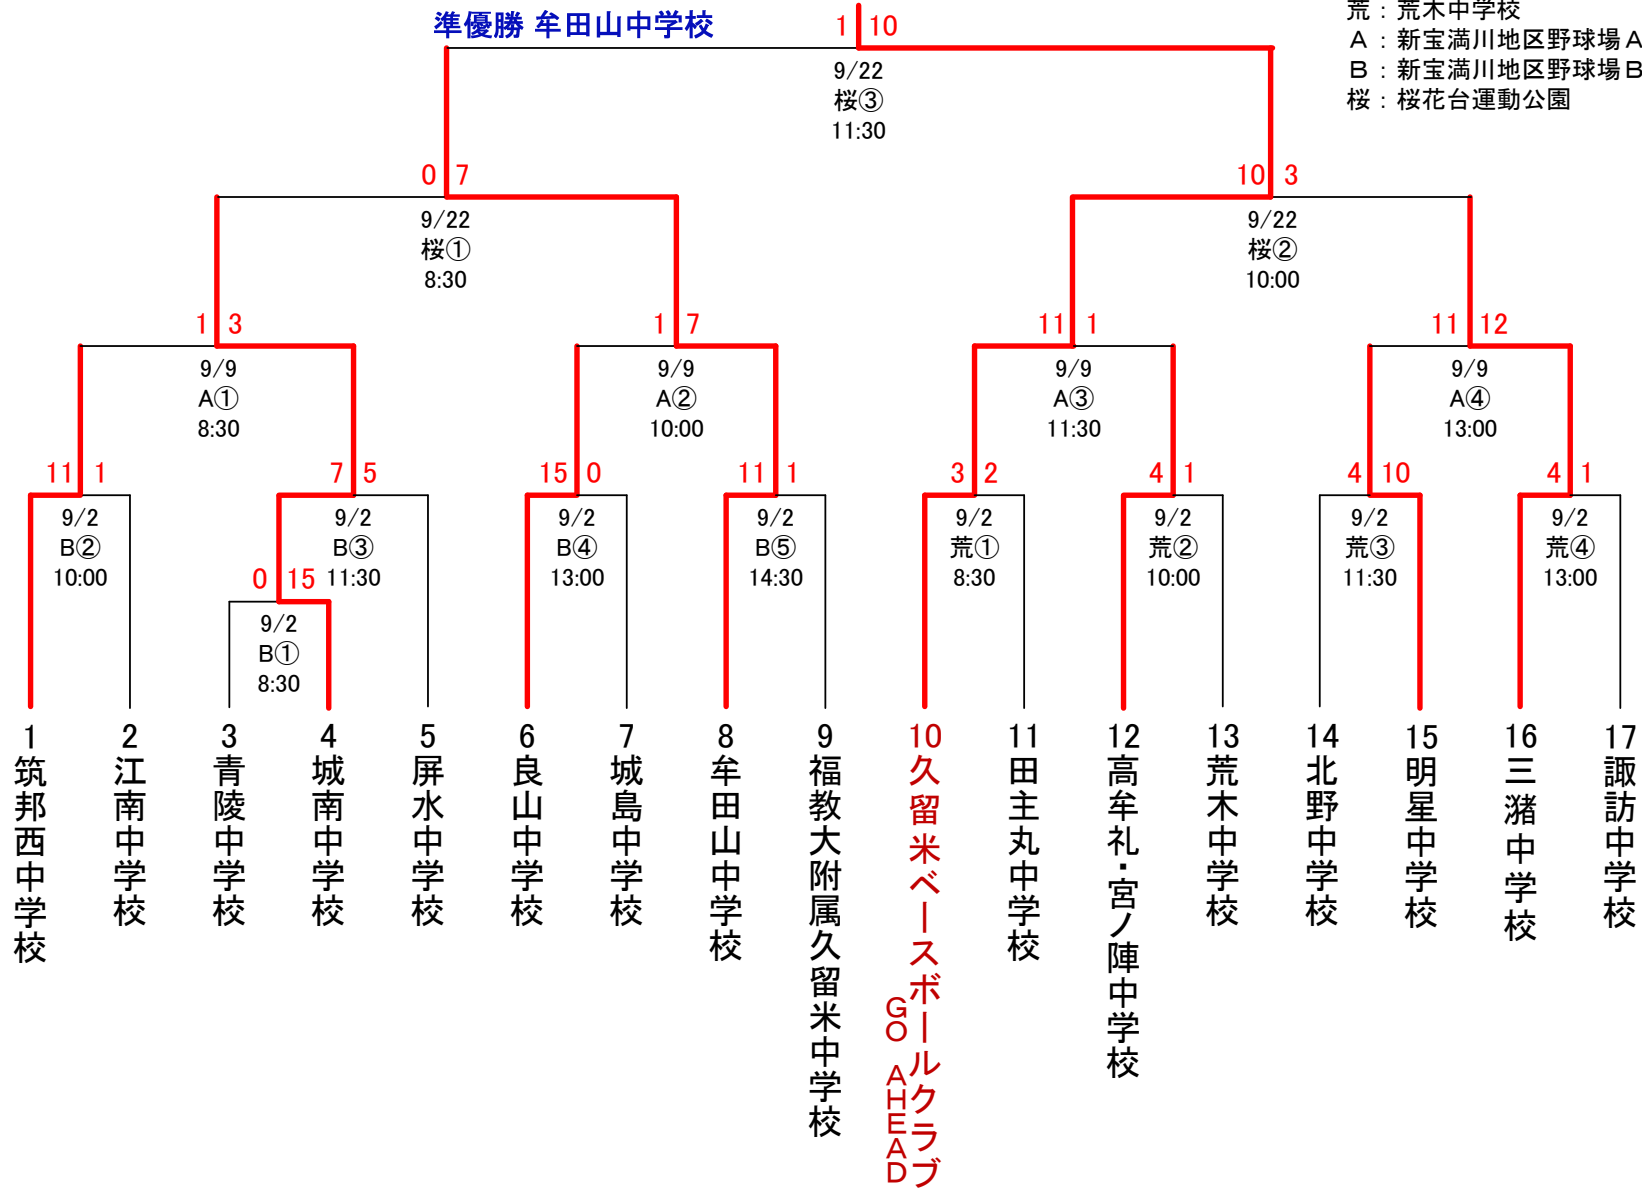 準優勝 牟田山中学校
1 10
荒：荒木中学校
A：新宝満川地区野球場A
B：新宝満川地区野球場B
桜：桜花台運動公園
9/22
桜③
11:30
0 7
10 3
9/22
桜①
8:30
9/22
桜②
10:00
1 3
1 7
11 1
11 12
9/9
A①
8:30
9/9
A②
10:00
9/9
A③
11:30
9/9
A④
13:00
11 1
7 5
15 0
11 1
3 2
4 1
4 10
4 1
9/2
B②
10:00
9/2
B③
11:30
9/2
B④
13:00
9/2
B⑤
14:30
9/2
荒①
8:30
9/2
荒②
10:00
9/2
荒③
11:30
9/2
荒④
13:00
0 15
9/2
B①
8:30
1 筑邦西中学校
2 江南中学校
3 青陵中学校
4 城南中学校
5 屏水中学校
6 良山中学校
7 城島中学校
8 牟田山中学校
9 福教大附属久留米中学校
10 久留米ベースボールクラブ
GO AHEAD
11 田主丸中学校
12 高牟礼・宮ノ陣中学校
13 荒木中学校
14 北野中学校
15 明星中学校
16 三潴中学校
17 諏訪中学校